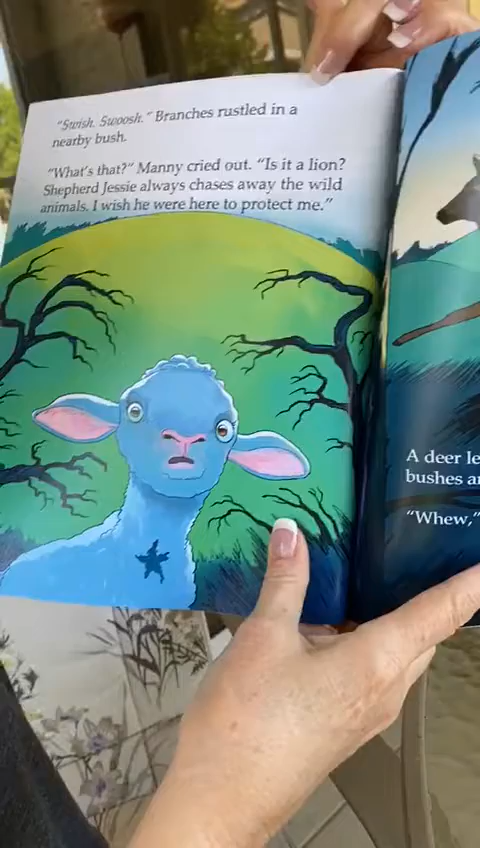 "Swish. Swoosh." Branches rustled in a
nearby bush.
"What's that?" Manny cried out. "Is it a lion?
Shepherd Jessie always chases away the wild
animals. I wish he were here to protect me."
A deer
bushes
"Whew,"